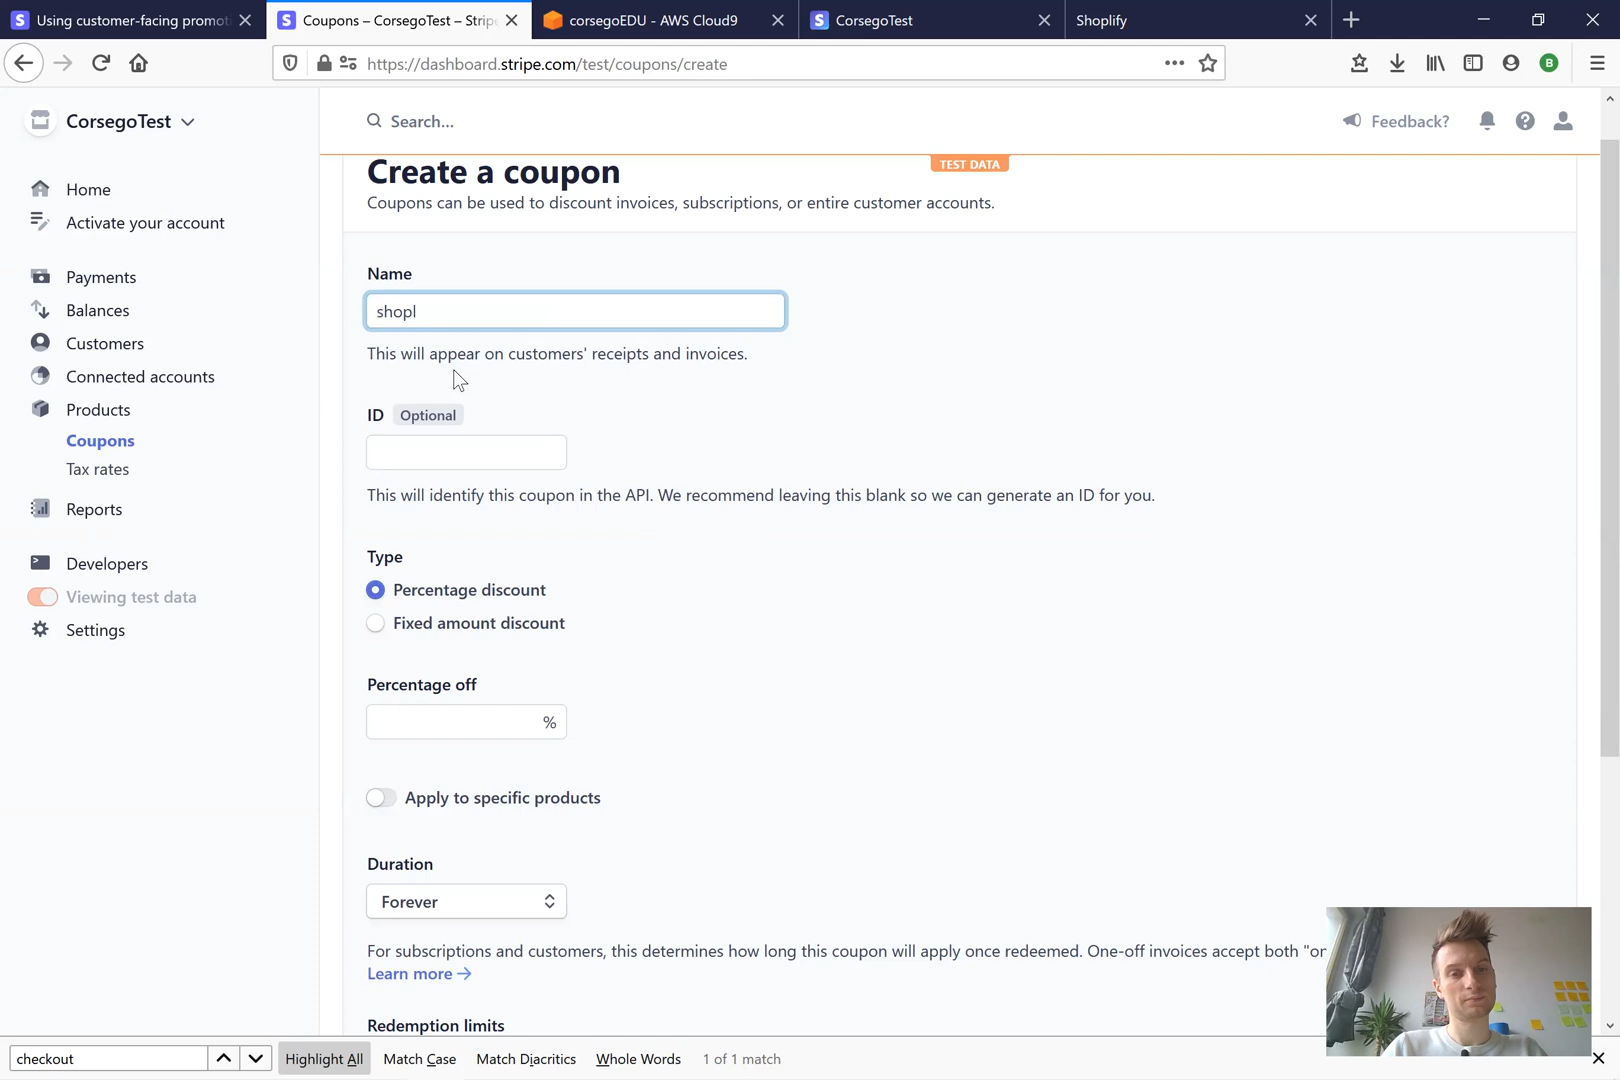 Using customer-facing promoti
Coupons – CorsegoTest – Stripe
corsegoEDU - AWS Cloud9
CorsegoTest
Shoplify
https://dashboard.stripe.com/test/coupons/create
B
CorsegoTest
Search...
Feedback?
Home
Activate your account
Payments
Balances
Customers
Connected accounts
Products
Coupons
Tax rates
Reports
Developers
Viewing test data
Settings
TEST DATA
Create a coupon
Coupons can be used to discount invoices, subscriptions, or entire customer accounts.
Name
shopl
This will appear on customers' receipts and invoices.
ID Optional
This will identify this coupon in the API. We recommend leaving this blank so we can generate an ID for you.
Type
Percentage discount
Fixed amount discount
Percentage off
%
Apply to specific products
Duration
Forever
For subscriptions and customers, this determines how long this coupon will apply once redeemed. One-off invoices accept both "on
Learn more →
Redemption limits
checkout
Highlight All
Match Case
Match Diacritics
Whole Words
1 of 1 match